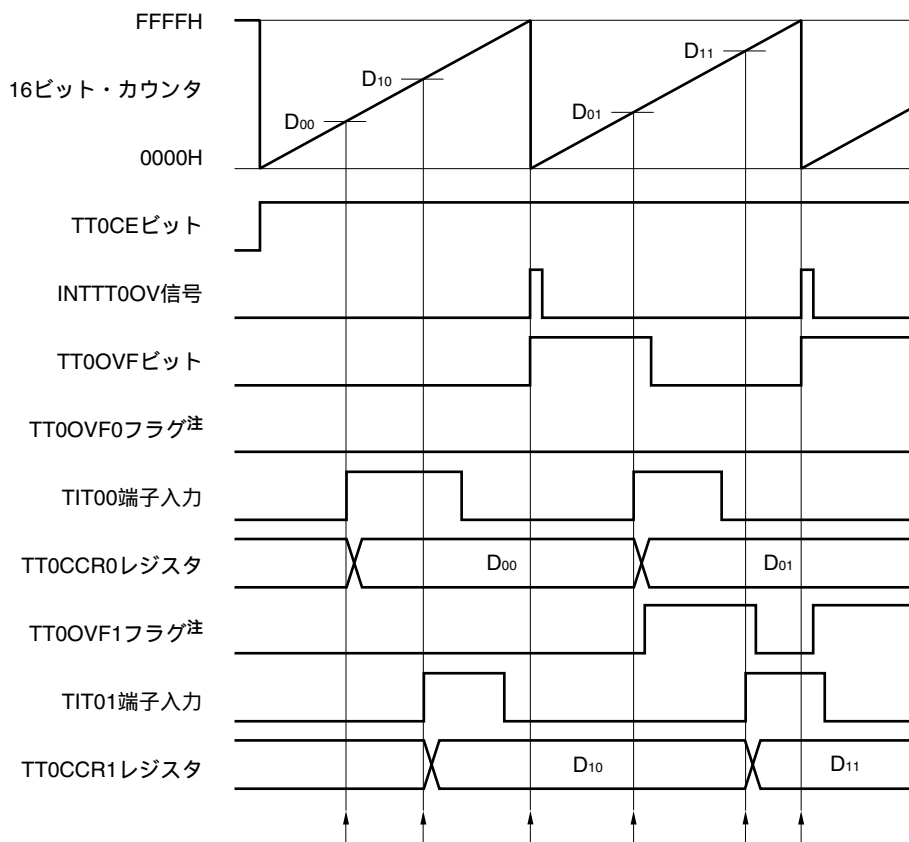 FFFFH
D₁₁
D₁₀
16ビット・カウンタ
D₀₁
D₀₀
0000H
TT0CEビット
INTTT0OV信号
TT0OVFビット
TT0OVF0フラグ注
TIT00端子入力
TT0CCR0レジスタ
D₀₀
D₀₁
TT0OVF1フラグ注
TIT01端子入力
TT0CCR1レジスタ
D₁₀
D₁₁